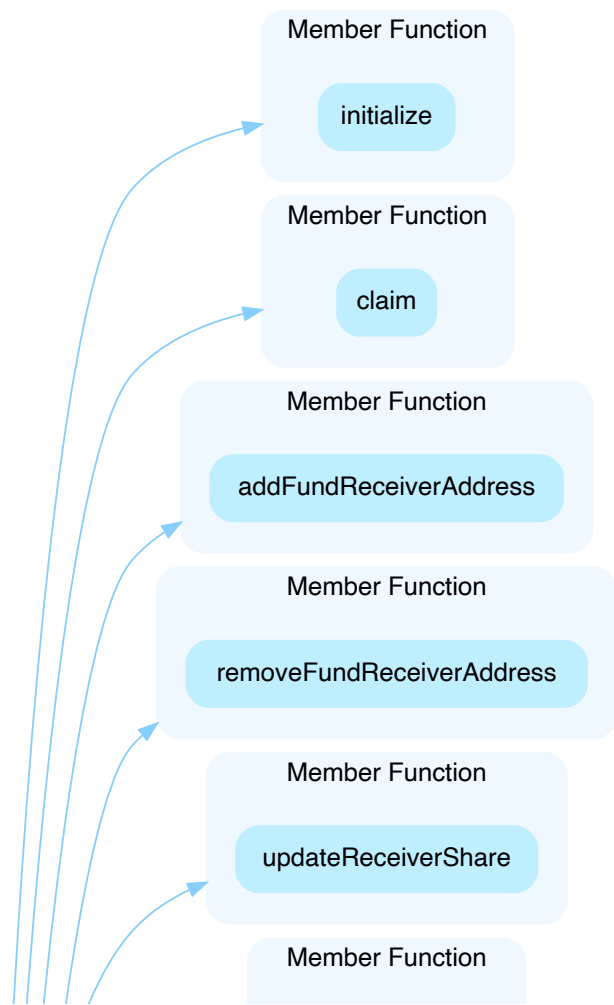 Member Function
initialize
Member Function
claim
Member Function
addFundReceiverAddress
Member Function
removeFundReceiverAddress
Member Function
updateReceiverShare
Member Function